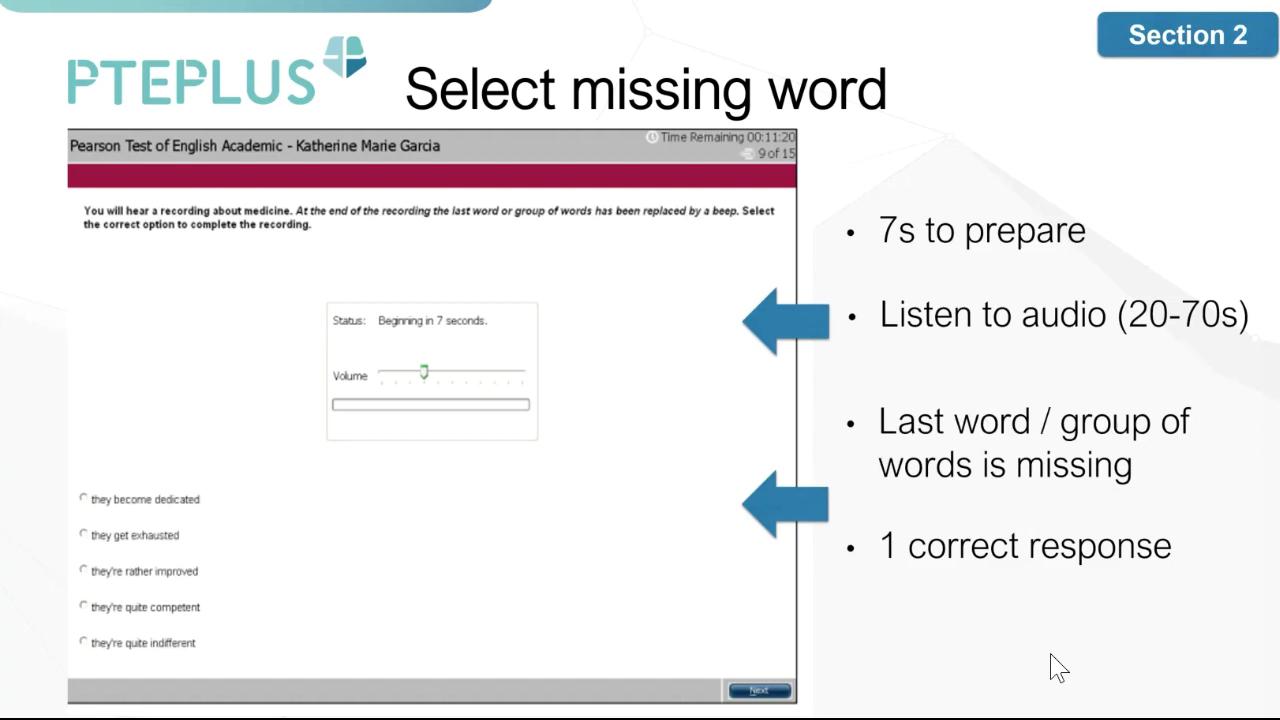 Section 2
PTEPLUS
Select missing word
Pearson Test of English Academic - Katherine Marie Garcia
Time Remaining 00:11:20
9 of 15
You will hear a recording about medicine. At the end of the recording the last word or group of words has been replaced by a beep. Select
the correct option to complete the recording.
Status: Beginning in 7 seconds.
Volume
they become dedicated
they get exhausted
they're rather improved
they're quite competent
they're quite indifferent
Next
• 7s to prepare
• Listen to audio (20-70s)
• Last word / group of
words is missing
• 1 correct response